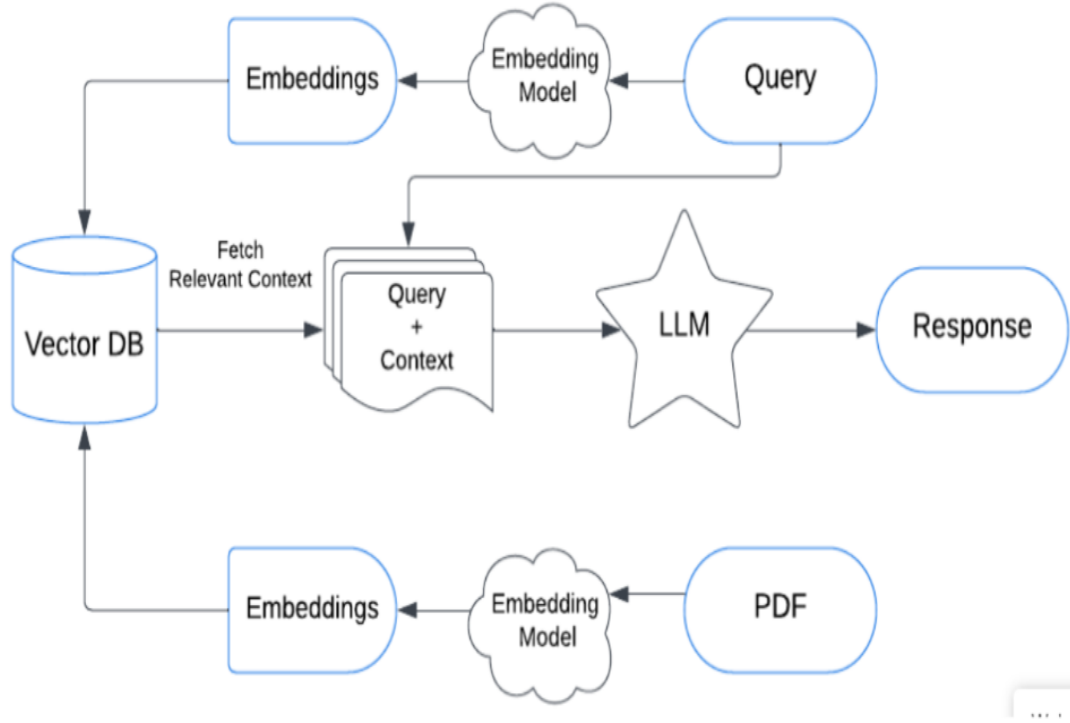 Embeddings
Embedding
Model
Query
Fetch
Relevant Context
Vector DB
Query
+
Context
LLM
Response
Embeddings
Embedding
Model
PDF